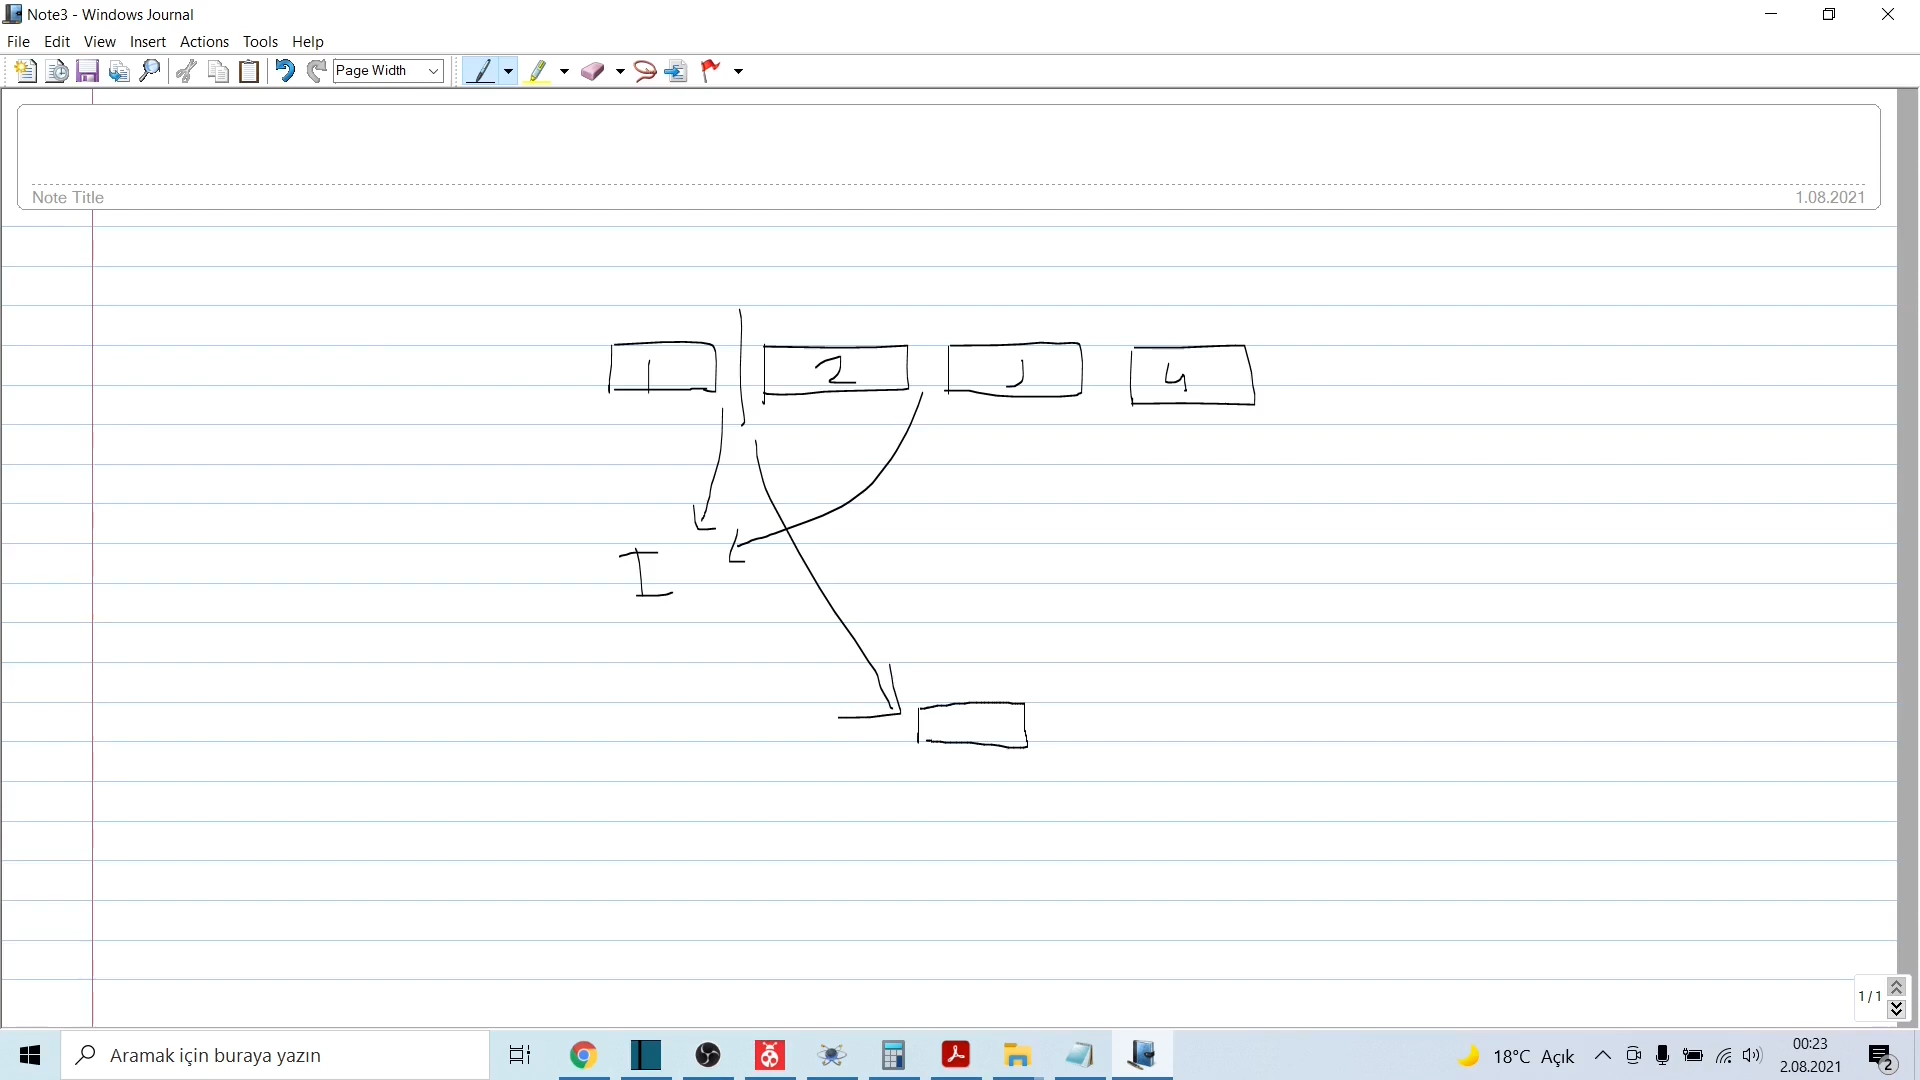 Note3 - Windows Journal
File Edit View Insert Actions Tools Help
Page Width
Note Title
1.08.2021
1 2 4
I
1 / 1
Aramak için buraya yazın
18°C Açık
00:23
2.08.2021
2